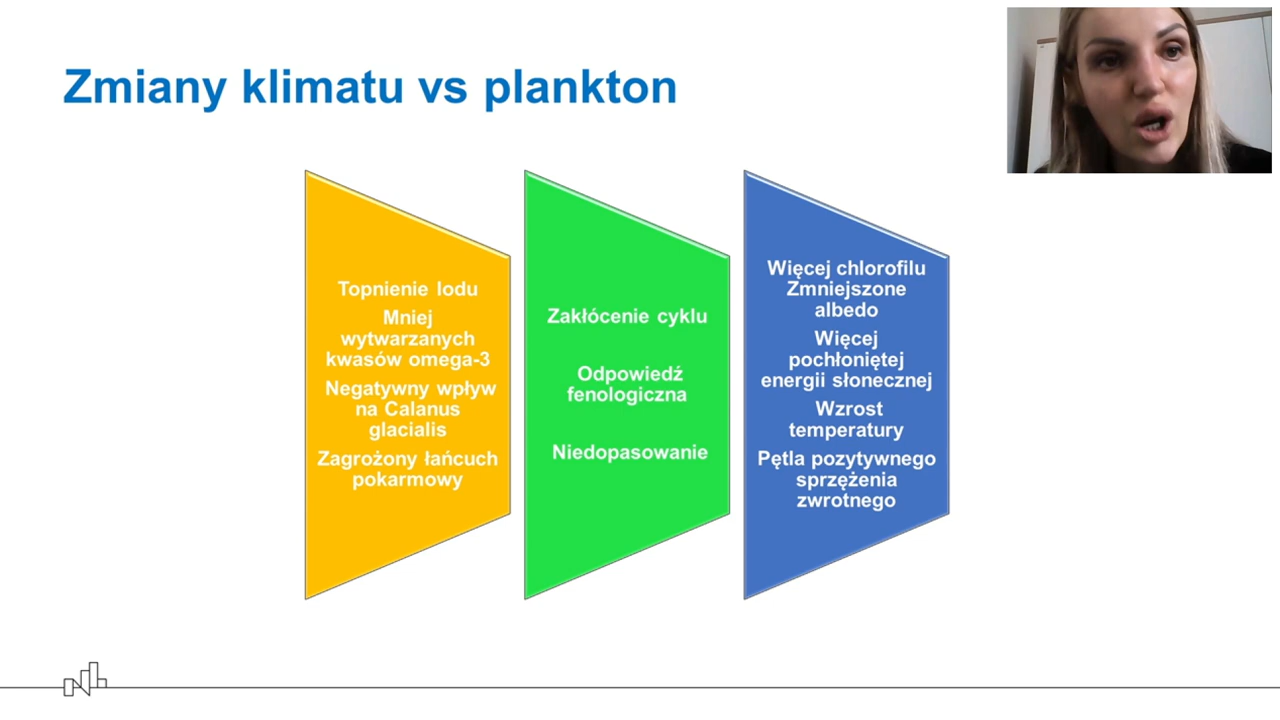 Zmiany klimatu vs plankton
Topnienie lodu
Mniej
wytwarzanych
kwasów omega-3
Negatywny wpływ
na Calanus
glacialis
Zagrożony łańcuch
pokarmowy
Zakłócenie cyklu
Odpowiedź
fenologiczna
Niedopasowanie
Więcej chlorofilu
Zmniejszone
albedo
Więcej
pochłoniętej
energii słonecznej
Wzrost
temperatury
Pętla pozytywnego
sprzężenia
zwrotnego